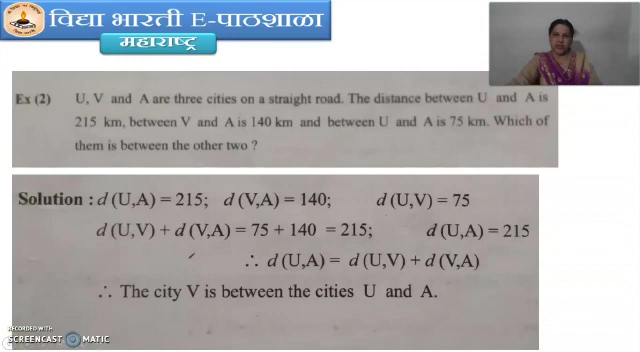 विद्या भारती E-पाठशाळा
महाराष्ट्र
Ex (2) U, V and A are three cities on a straight road. The distance between U and A is
215 km, between V and A is 140 km and between U and A is 75 km. Which of
them is between the other two ?
Solution : d (U,A) = 215; d (V,A) = 140; d (U,V) = 75
d (U,V) + d (V,A) = 75 + 140 = 215; d (U,A) = 215
∴ d (U,A) = d (U,V) + d (V,A)
∴ The city V is between the cities U and A.
RECORDED WITH
SCREENCAST MATIC